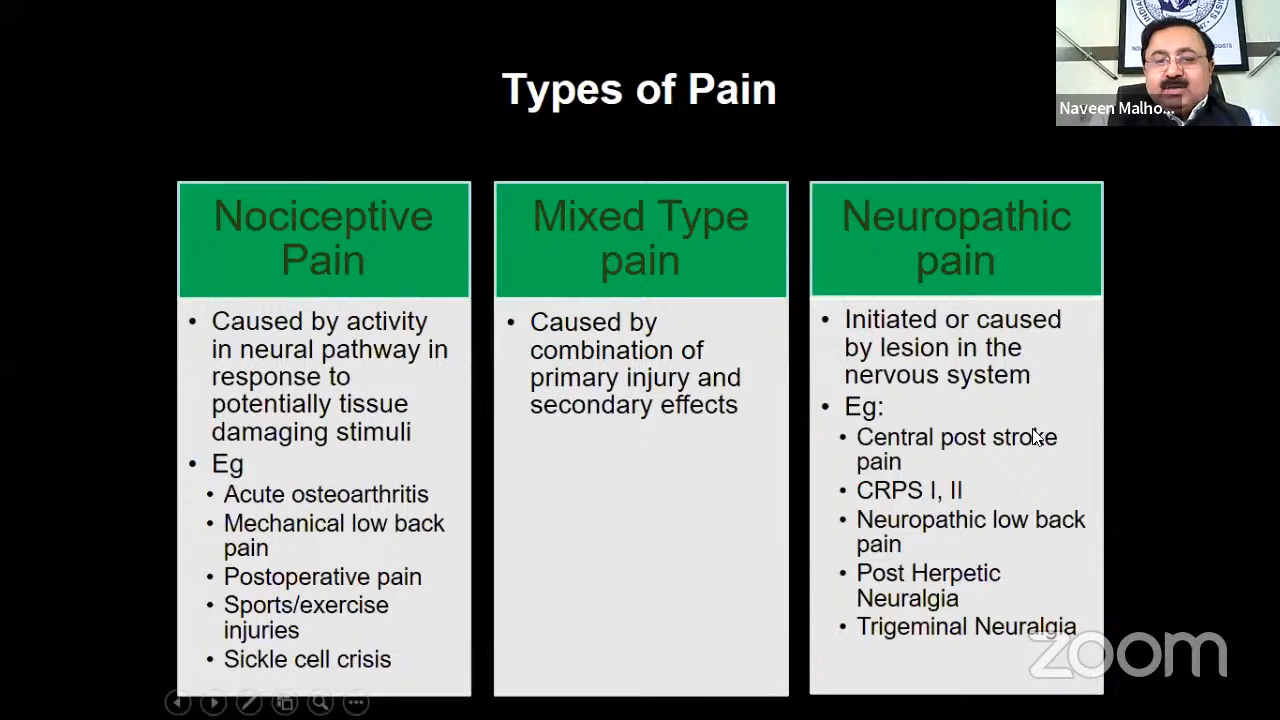 Types of Pain
Naveen Malho...
Nociceptive
Pain
• Caused by activity
in neural pathway in
response to
potentially tissue
damaging stimuli
• Eg
• Acute osteoarthritis
• Mechanical low back
pain
• Postoperative pain
• Sports/exercise
injuries
• Sickle cell crisis
Mixed Type
pain
• Caused by
combination of
primary injury and
secondary effects
Neuropathic
pain
• Initiated or caused
by lesion in the
nervous system
• Eg:
• Central post stroke
pain
• CRPS I, II
• Neuropathic low back
pain
• Post Herpetic
Neuralgia
• Trigeminal Neuralgia
zoom